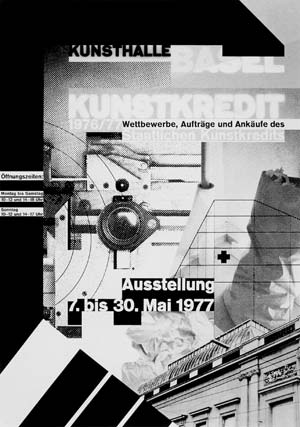 KUNSTHALLE
BASEL
KUNSTKREDIT
1976/77 Wettbewerbe, Aufträge und Ankäufe des
Staatlichen Kunstkredits
Öffnungszeiten:
Montag bis Samstag
10-12 und 14-18 Uhr
Sonntag
10-12 und 14-17 Uhr
Ausstellung
7. bis 30. Mai 1977